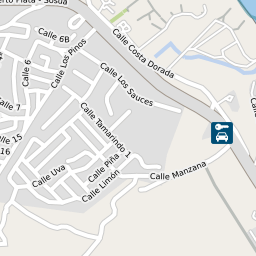 Puerto Plata - Sosúa
Calle 6B
Calle Costa Dorada
Calle Los Pinos
Calle 6
Calle Los Sauces
Calle 7
Calle Tamarindo 1
Calle 15
16
Calle Piña
Calle Uva
Calle Limón
Calle Manzana